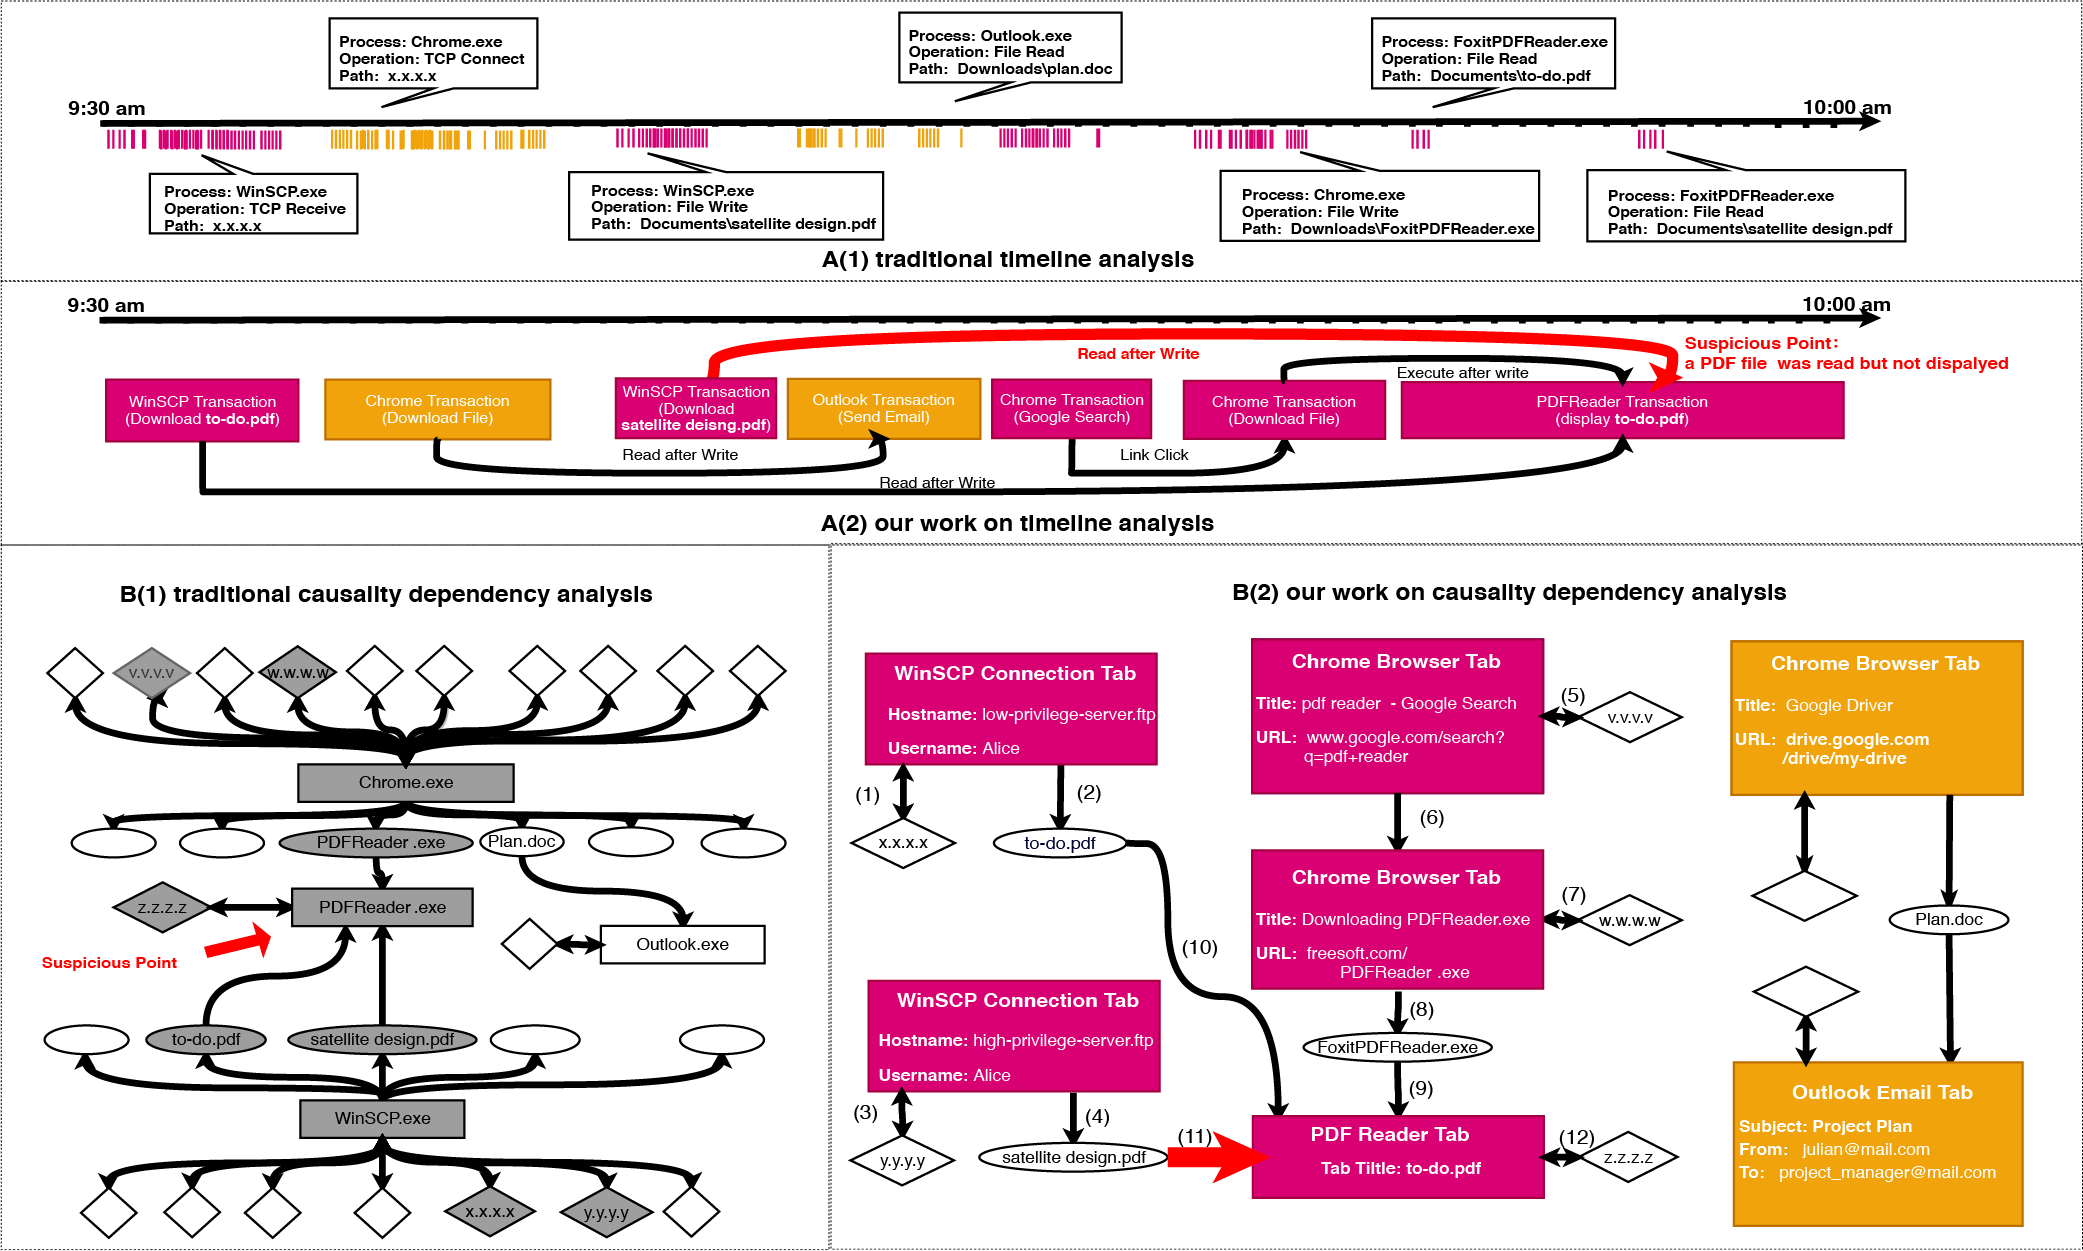 Process: Chrome.exe
Operation: TCP Connect
Path: x.x.x.x
Process: Outlook.exe
Operation: File Read
Path: Downloads\plan.doc
Process: FoxitPDFReader.exe
Operation: File Read
Path: Documents\to-do.pdf
9:30 am
10:00 am
Process: WinSCP.exe
Operation: TCP Receive
Path: x.x.x.x
Process: WinSCP.exe
Operation: File Write
Path: Documents\satellite design.pdf
Process: Chrome.exe
Operation: File Write
Path: Downloads\FoxitPDFReader.exe
Process: FoxitPDFReader.exe
Operation: File Read
Path: Documents\satellite design.pdf
A(1) traditional timeline analysis
9:30 am
10:00 am
Read after Write
Suspicious Point:
a PDF file was read but not dispalyed
Execute after write
WinSCP Transaction
(Download to-do.pdf)
Chrome Transaction
(Download File)
WinSCP Transaction
(Download
satellite deisng.pdf)
Outlook Transaction
(Send Email)
Chrome Transaction
(Google Search)
Chrome Transaction
(Download File)
PDFReader Transaction
(display to-do.pdf)
Read after Write
Link Click
Read after Write
A(2) our work on timeline analysis
B(1) traditional causality dependency analysis
v.v.v.v
w.w.w.w
Chrome.exe
PDFReader .exe
Plan.doc
z.z.z.z
PDFReader .exe
Outlook.exe
Suspicious Point
to-do.pdf
satellite design.pdf
WinSCP.exe
x.x.x.x
y.y.y.y
B(2) our work on causality dependency analysis
WinSCP Connection Tab
Hostname: low-privilege-server.ftp
Username: Alice
(1)
(2)
x.x.x.x
to-do.pdf
(10)
WinSCP Connection Tab
Hostname: high-privilege-server.ftp
Username: Alice
(3)
(4)
y.y.y.y
satellite design.pdf
(11)
Chrome Browser Tab
Title: pdf reader - Google Search
URL: www.google.com/search?
q=pdf+reader
(5)
v.v.v.v
(6)
Chrome Browser Tab
Title: Downloading PDFReader.exe
URL: freesoft.com/
PDFReader .exe
(7)
w.w.w.w
(8)
FoxitPDFReader.exe
(9)
PDF Reader Tab
Tab Tiltle: to-do.pdf
(12)
z.z.z.z
Chrome Browser Tab
Title: Google Driver
URL: drive.google.com
/drive/my-drive
Plan.doc
Outlook Email Tab
Subject: Project Plan
From: julian@mail.com
To: project_manager@mail.com